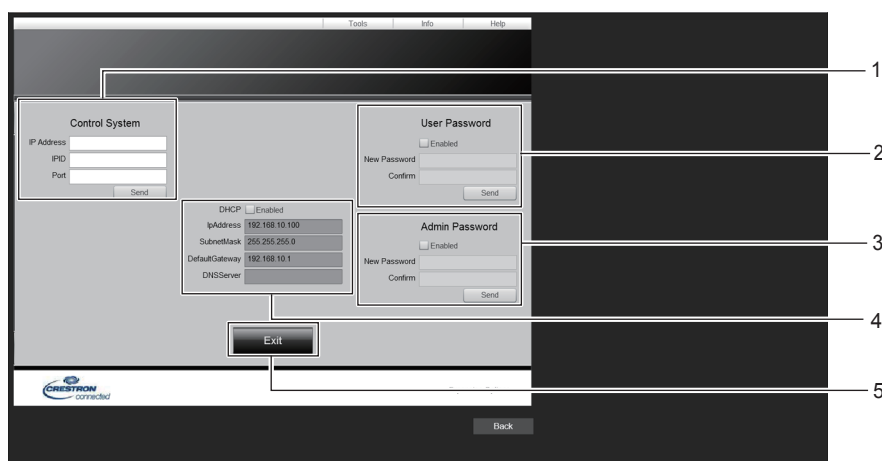 Tools Info Help
1
Control System
IP Address
IPID
Port
Send
User Password
Enabled
New Password
Confirm
Send
2
DHCP Enabled
IpAddress 192.168.10.100
SubnetMask 255.255.255.0
DefaultGateway 192.168.10.1
DNSServer
Admin Password
Enabled
New Password
Confirm
Send
3
4
Exit
CRESTRON
connected
5
Back